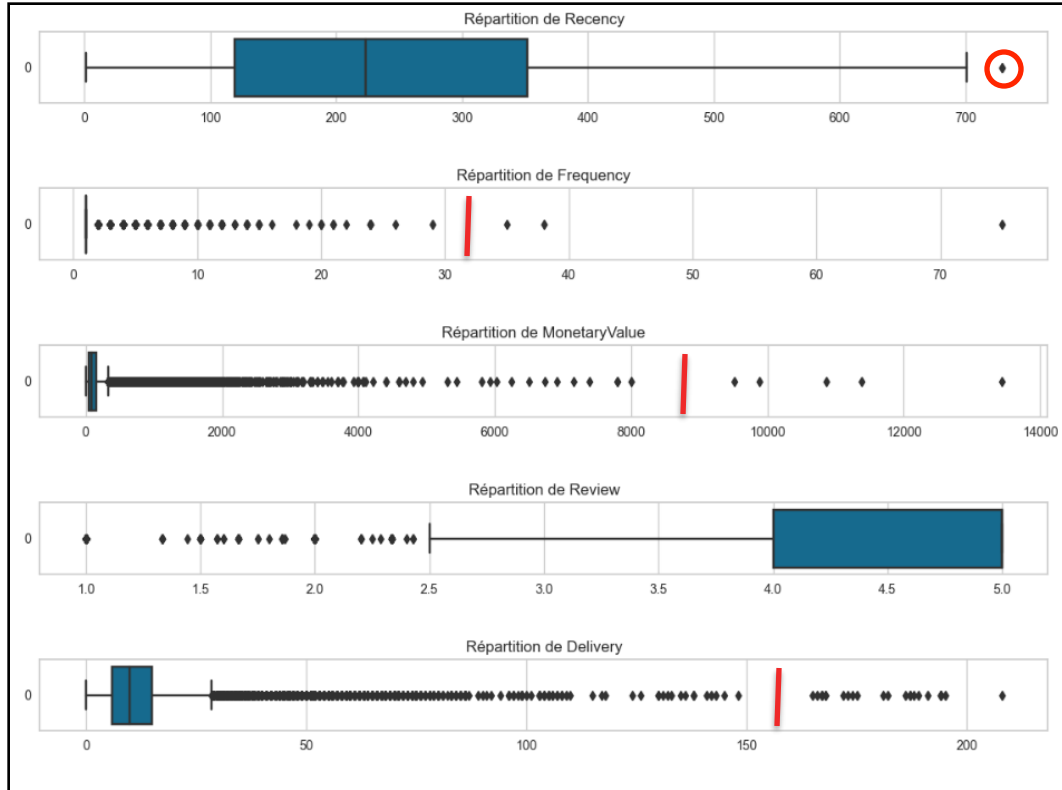 Répartition de Recency
0
0 100 200 300 400 500 600 700
Répartition de Frequency
0
0 10 20 30 40 50 60 70
Répartition de MonetaryValue
0
0 2000 4000 6000 8000 10000 12000 14000
Répartition de Review
0
1.0 1.5 2.0 2.5 3.0 3.5 4.0 4.5 5.0
Répartition de Delivery
0
0 50 100 150 200